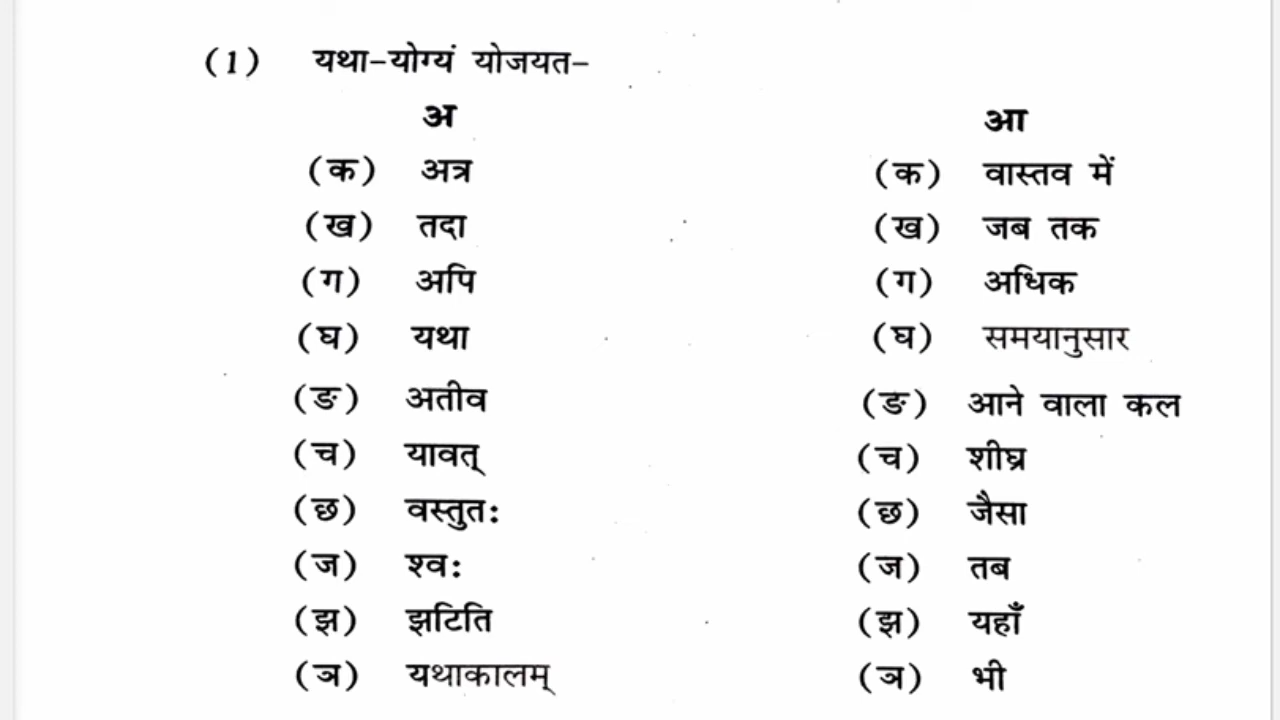 (1) यथा-योग्यं योजयत-
अ आ
(क) अत्र (क) वास्तव में
(ख) तदा (ख) जब तक
(ग) अपि (ग) अधिक
(घ) यथा (घ) समयानुसार
(ङ) अतीव (ङ) आने वाला कल
(च) यावत् (च) शीघ्र
(छ) वस्तुतः (छ) जैसा
(ज) श्वः (ज) तब
(झ) झटिति (झ) यहाँ
(ञ) यथाकालम् (ञ) भी